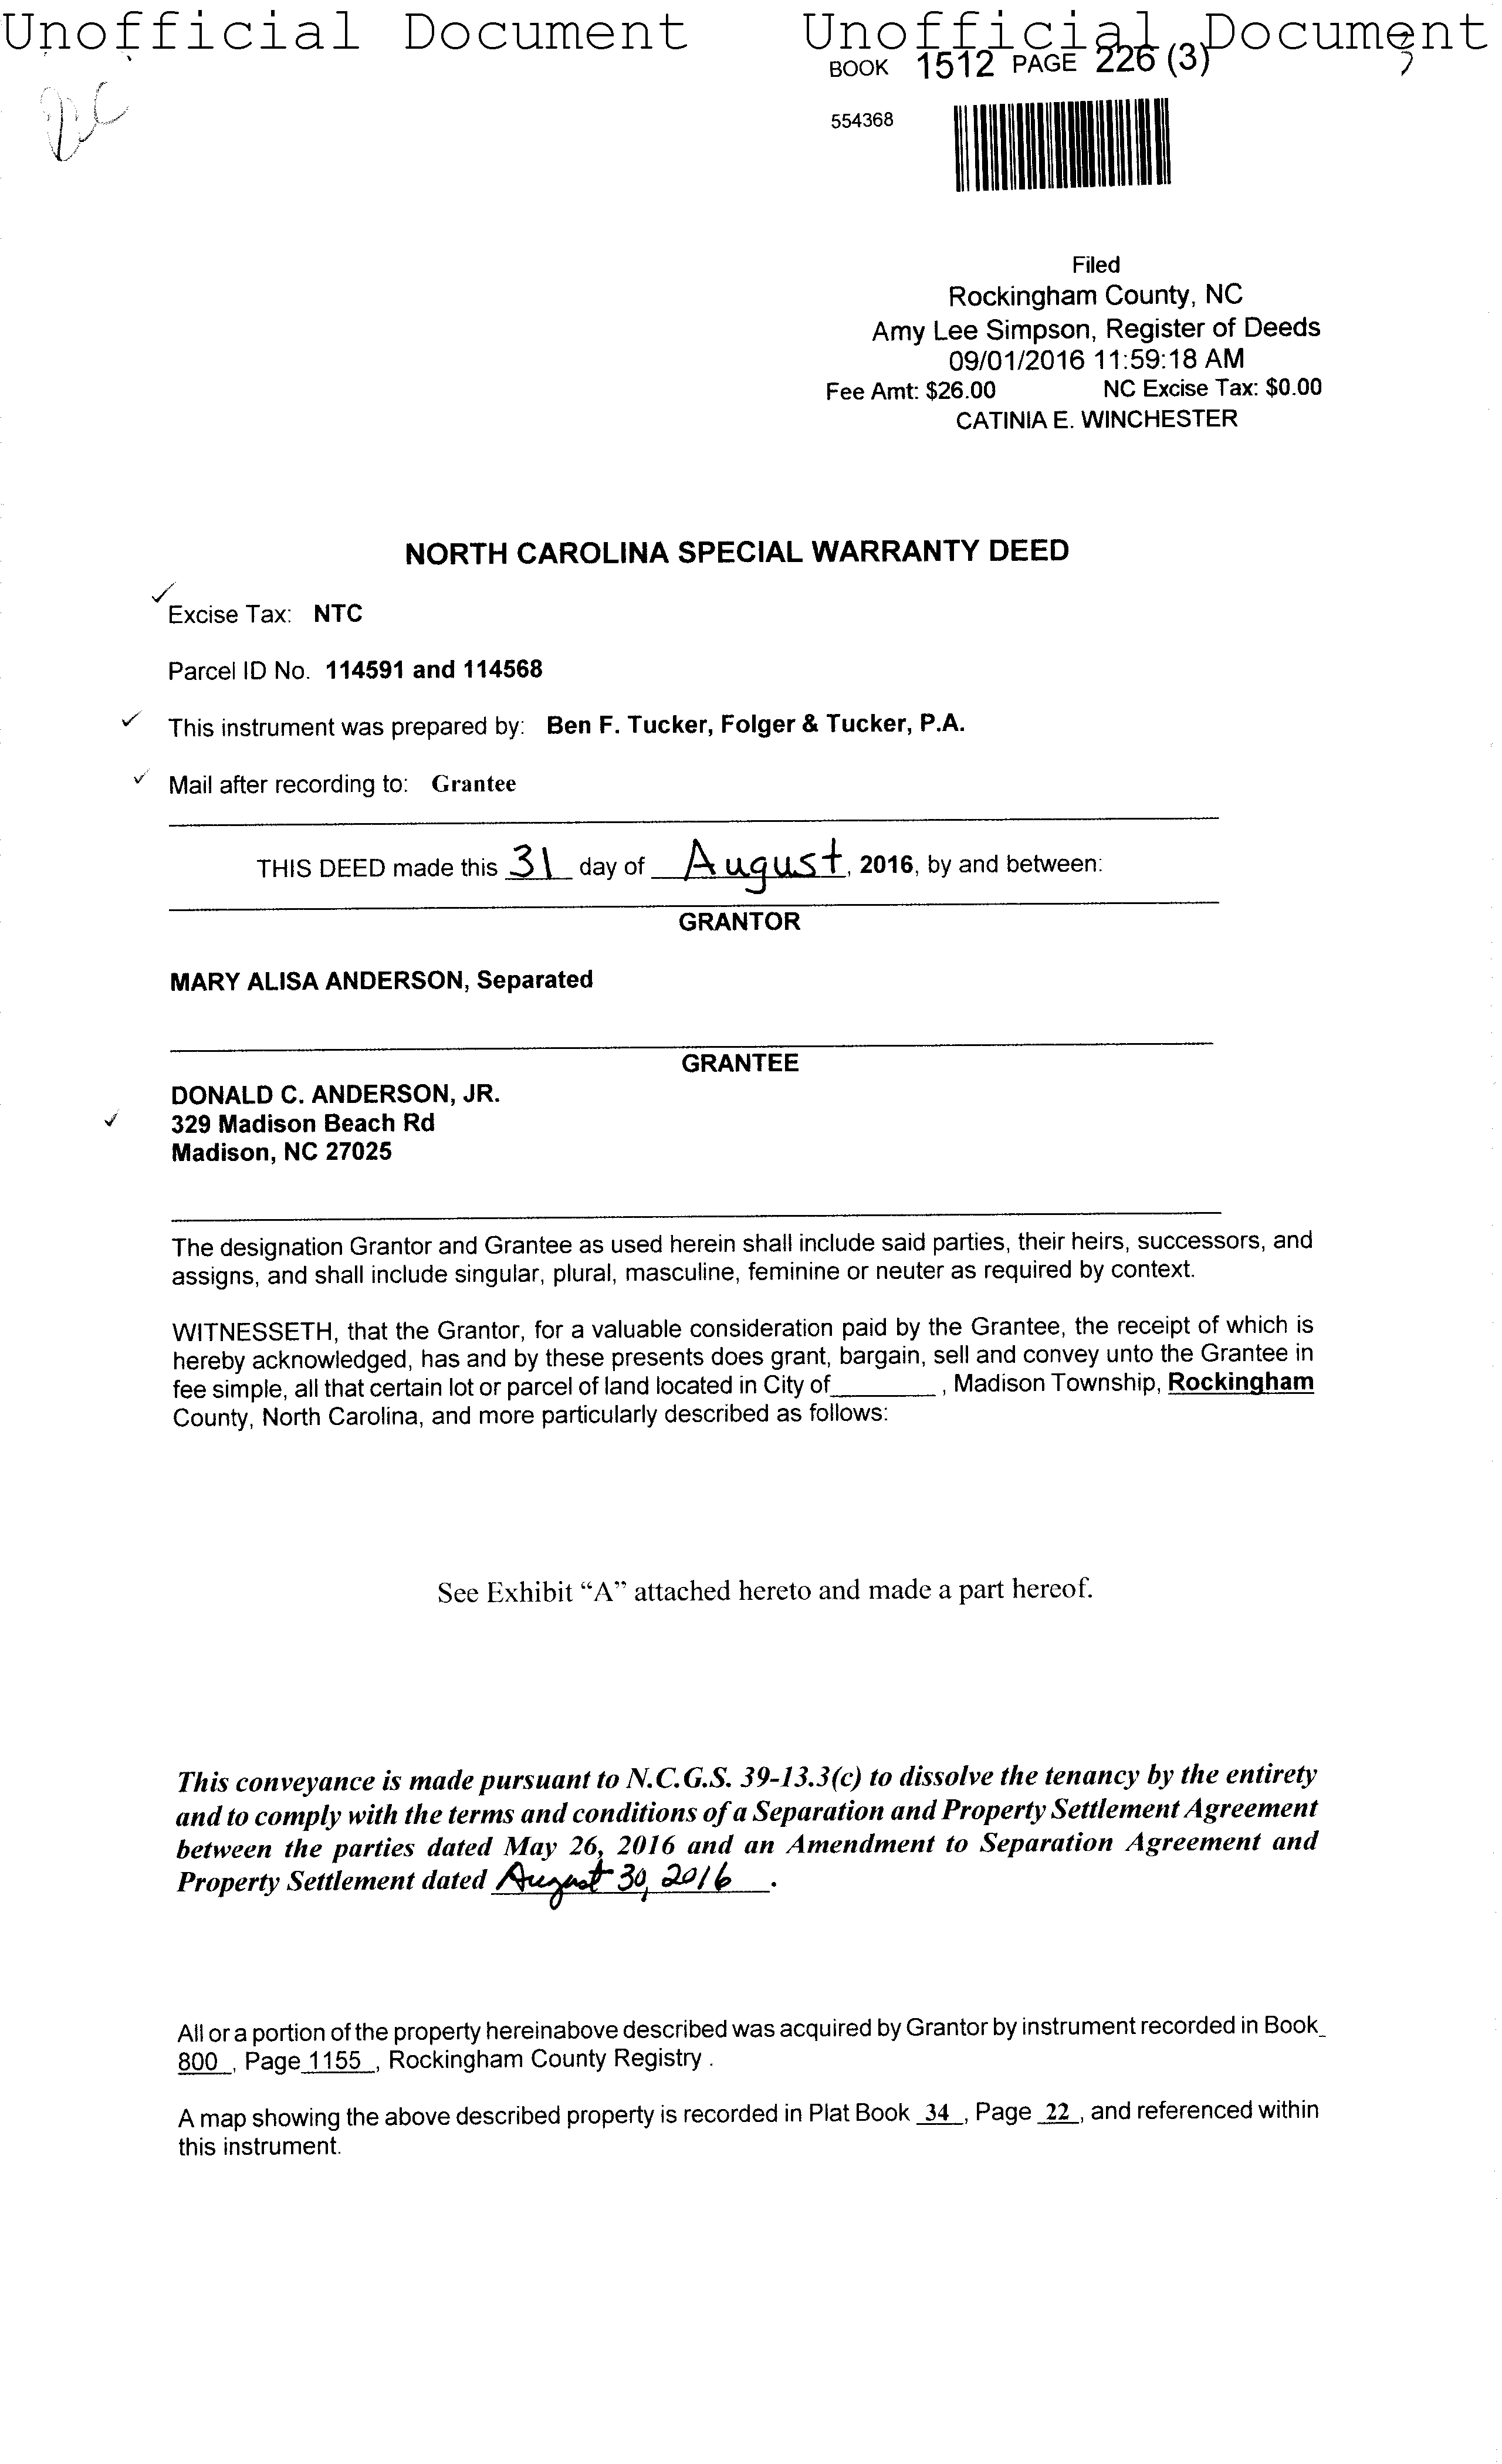 Unofficial Document Unofficial Document
BOOK 1512 PAGE 226 (3)
554368
Filed
Rockingham County, NC
Amy Lee Simpson, Register of Deeds
09/01/2016 11:59:18 AM
Fee Amt: $26.00 NC Excise Tax: $0.00
CATINIA E. WINCHESTER
NORTH CAROLINA SPECIAL WARRANTY DEED
Excise Tax: NTC
Parcel ID No. 114591 and 114568
This instrument was prepared by: Ben F. Tucker, Folger & Tucker, P.A.
Mail after recording to: Grantee
THIS DEED made this 31 day of August, 2016, by and between:
GRANTOR
MARY ALISA ANDERSON, Separated
GRANTEE
DONALD C. ANDERSON, JR.
329 Madison Beach Rd
Madison, NC 27025
The designation Grantor and Grantee as used herein shall include said parties, their heirs, successors, and
assigns, and shall include singular, plural, masculine, feminine or neuter as required by context.
WITNESSETH, that the Grantor, for a valuable consideration paid by the Grantee, the receipt of which is
hereby acknowledged, has and by these presents does grant, bargain, sell and convey unto the Grantee in
fee simple, all that certain lot or parcel of land located in City of________ , Madison Township, Rockingham
County, North Carolina, and more particularly described as follows:
See Exhibit “A” attached hereto and made a part hereof.
This conveyance is made pursuant to N.C.G.S. 39-13.3(c) to dissolve the tenancy by the entirety
and to comply with the terms and conditions of a Separation and Property Settlement Agreement
between the parties dated May 26, 2016 and an Amendment to Separation Agreement and
Property Settlement dated August 30, 2016 .
All or a portion of the property hereinabove described was acquired by Grantor by instrument recorded in Book_
800 , Page 1155 , Rockingham County Registry .
A map showing the above described property is recorded in Plat Book 34 , Page 22 , and referenced within
this instrument.